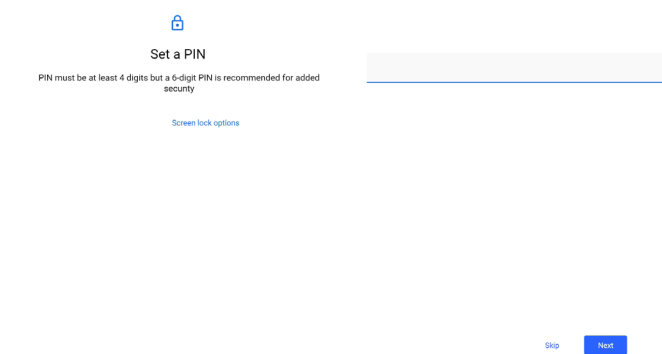 Set a PIN
PIN must be at least 4 digits but a 6-digit PIN is recommended for added
securty
Screen lock options
Skip
Next